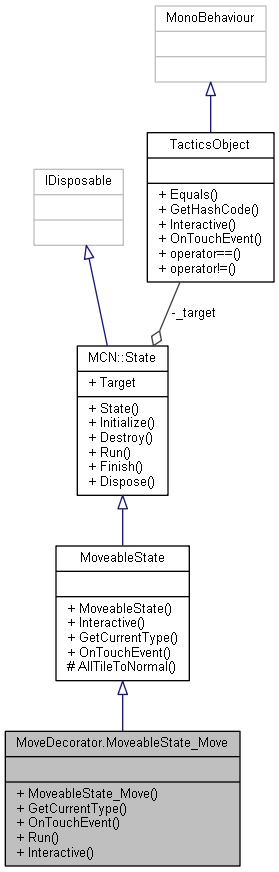 MonoBehaviour
TacticsObject
+ Equals()
+ GetHashCode()
+ Interactive()
+ OnTouchEvent()
+ operator==()
+ operator!=()
IDisposable
-_target
MCN::State
+ Target
+ State()
+ Initialize()
+ Destroy()
+ Run()
+ Finish()
+ Dispose()
MoveableState
+ MoveableState()
+ Interactive()
+ GetCurrentType()
+ OnTouchEvent()
# AllTileToNormal()
MoveDecorator.MoveableState_Move
+ MoveableState_Move()
+ GetCurrentType()
+ OnTouchEvent()
+ Run()
+ Interactive()